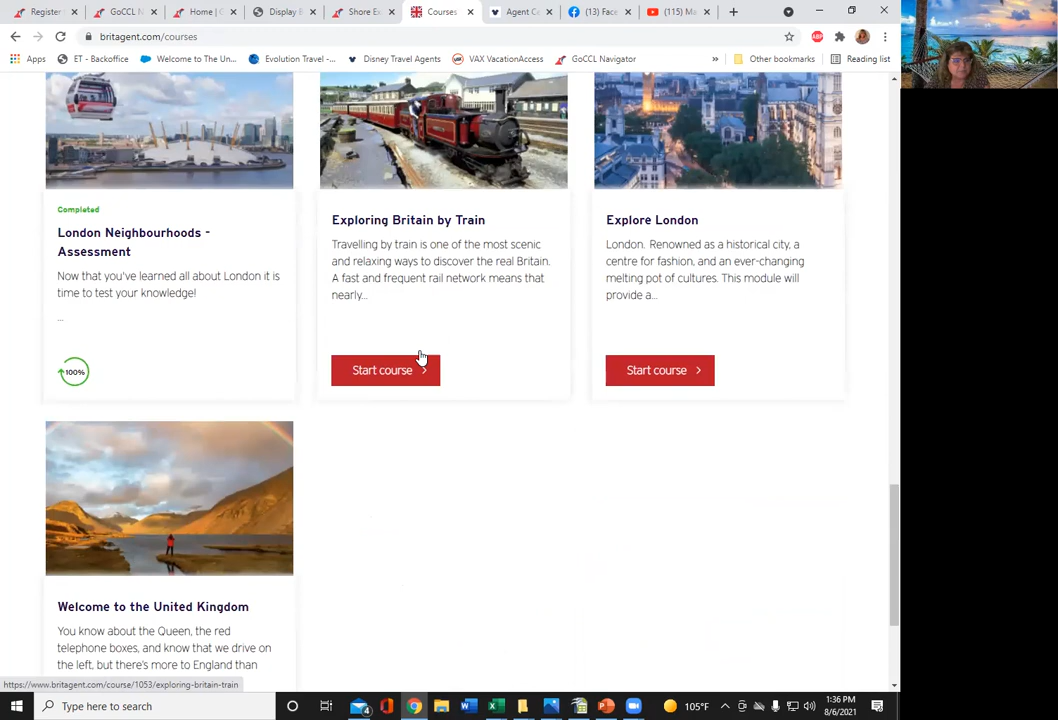 Register
GoCCL N
Home | G
Display B
Shore Ex
Courses
Agent Ce
(13) Face
(115) Ma
britagent.com/courses
Apps
ET - Backoffice
Welcome to The Un...
Evolution Travel -...
Disney Travel Agents
VAX VacationAccess
GoCCL Navigator
»
Other bookmarks
Reading list
Completed
London Neighbourhoods -
Assessment
Now that you've learned all about London it is
time to test your knowledge!
...
100%
Exploring Britain by Train
Travelling by train is one of the most scenic
and relaxing ways to discover the real Britain.
A fast and frequent rail network means that
nearly...
Start course
Explore London
London. Renowned as a historical city, a
centre for fashion, and an ever-changing
melting pot of cultures. This module will
provide a...
Start course
Welcome to the United Kingdom
You know about the Queen, the red
telephone boxes, and know that we drive on
the left, but there's more to England than
https://www.britagent.com/course/1053/exploring-britain-train
Type here to search
105°F
1:36 PM
8/6/2021